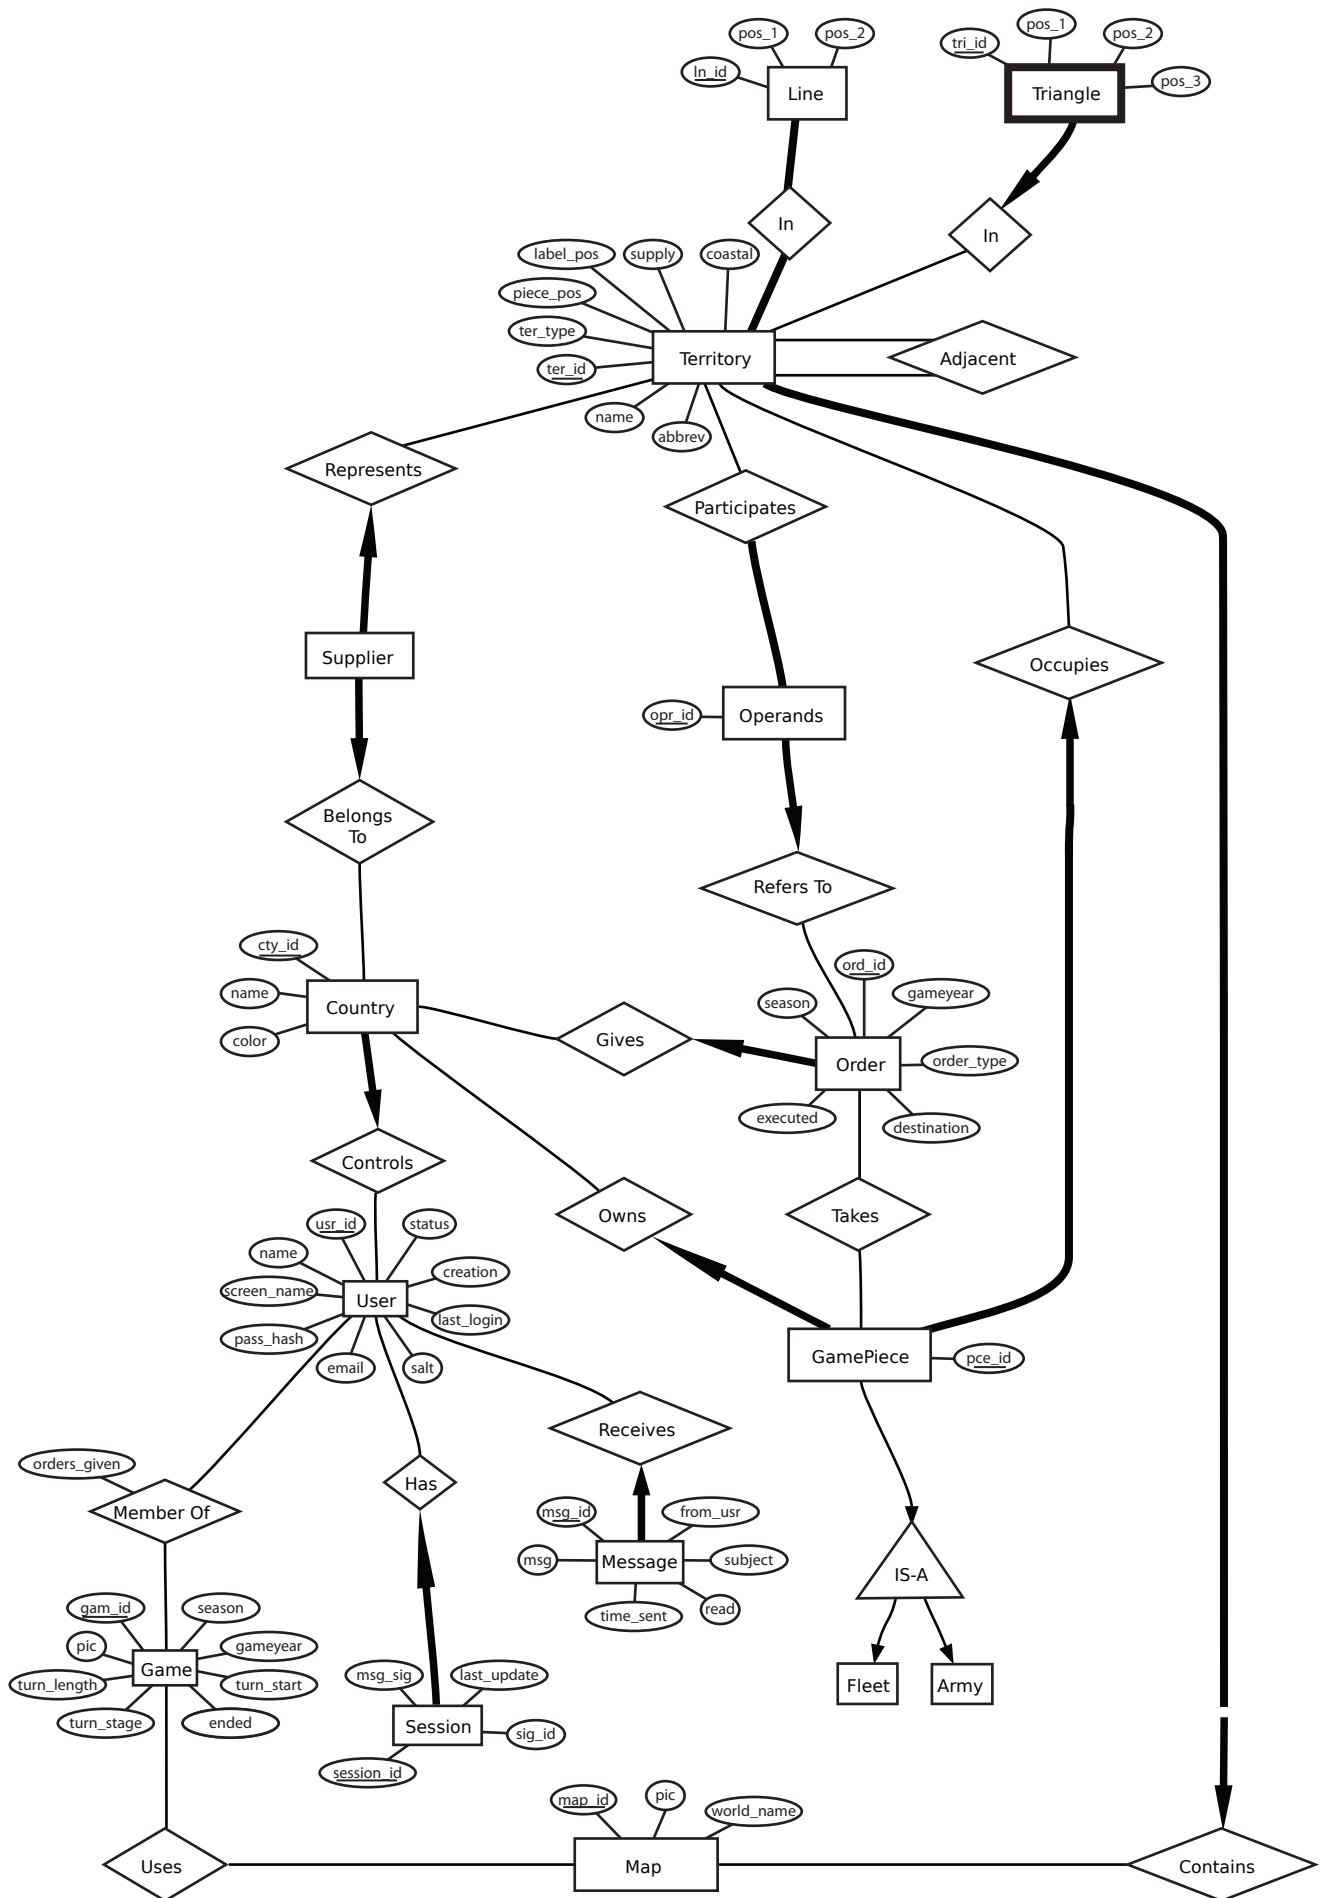 pos_1
pos_2
ln_id
Line
tri_id
pos_1
pos_2
pos_3
Triangle
In
In
label_pos
supply
coastal
piece_pos
ter_type
ter_id
Territory
Adjacent
name
abbrev
Represents
Participates
Supplier
Occupies
opr_id
Operands
Belongs
To
Refers To
cty_id
name
color
Country
Gives
ord_id
season
gameyear
Order
order_type
executed
destination
Controls
Owns
Takes
usr_id
status
name
creation
screen_name
User
last_login
pass_hash
email
salt
GamePiece
pce_id
Receives
orders_given
Has
Member Of
msg_id
from_usr
msg
Message
subject
time_sent
read
IS-A
gam_id
season
pic
gameyear
Game
turn_length
turn_start
turn_stage
ended
msg_sig
last_update
Session
sig_id
session_id
Fleet
Army
map_id
pic
world_name
Uses
Map
Contains